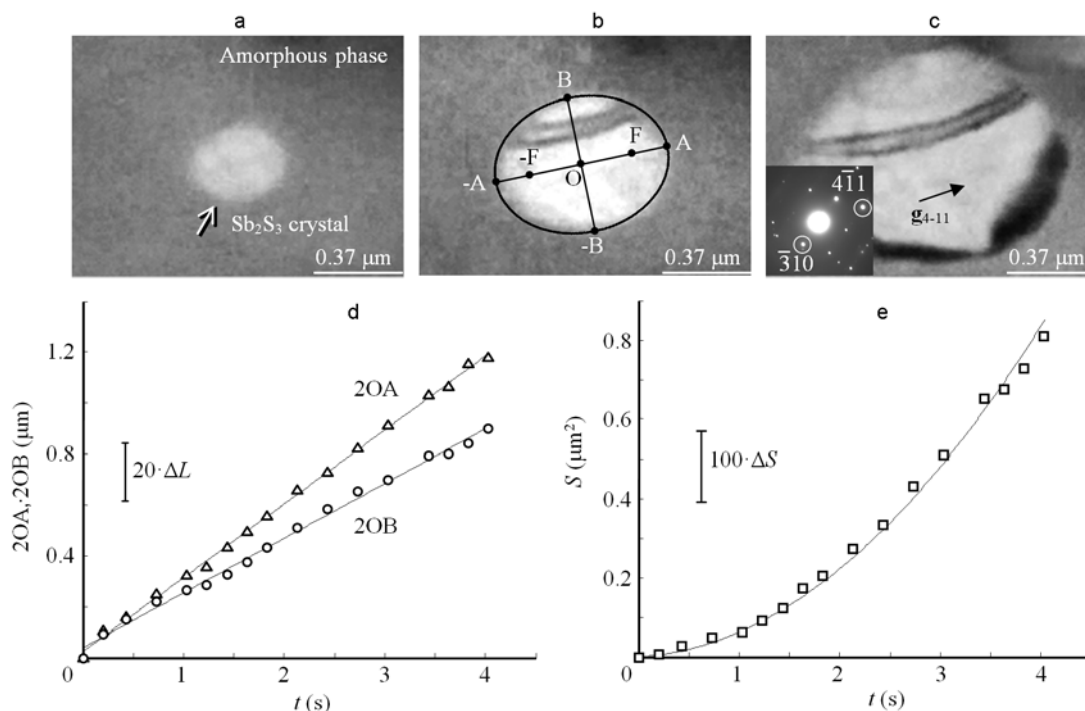 a
Amorphous phase
Sb₂S₃ crystal
0.37 μm
b
B
F
A
-F
O
-A
-B
0.37 μm
c
4̅11
g₄₋₁₁
3̅10
0.37 μm
d
2OA,·2OB (μm)
1.2
0.8
0.4
0
2OA
20·ΔL
2OB
1
2
3
4
t (s)
e
S (μm²)
0.8
0.6
0.4
0.2
0
100·ΔS
1
2
3
4
t (s)